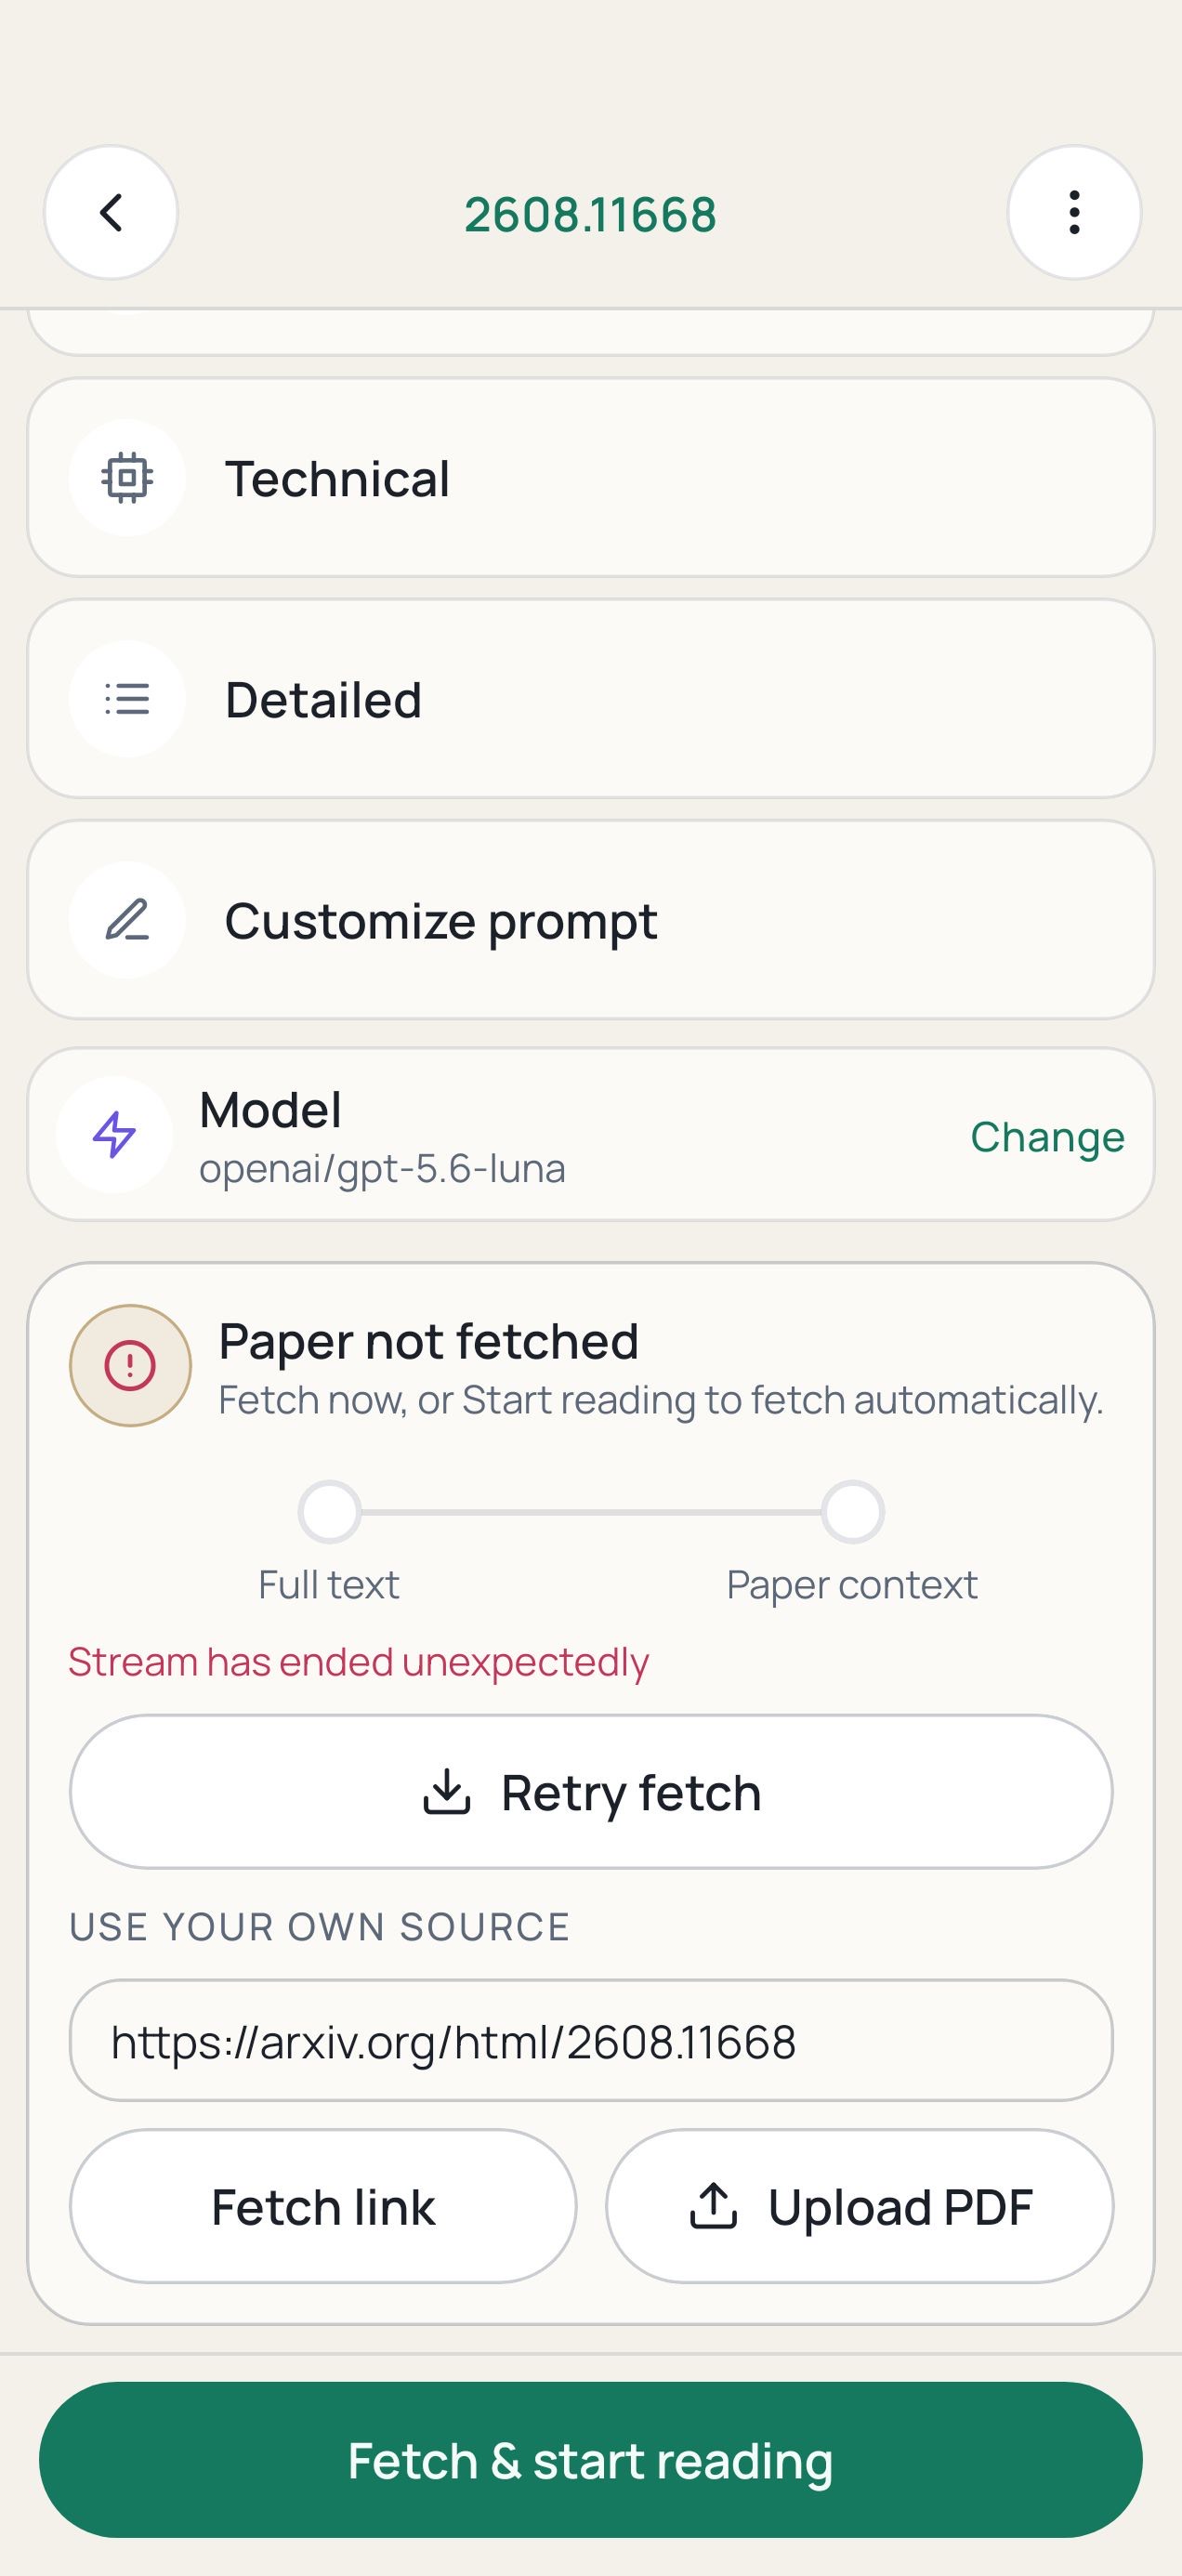 2608.11668
Technical
Detailed
Customize prompt
Model
openai/gpt-5.6-luna
Change
Paper not fetched
Fetch now, or Start reading to fetch automatically.
Full text
Paper context
Stream has ended unexpectedly
Retry fetch
USE YOUR OWN SOURCE
https://arxiv.org/html/2608.11668
Fetch link
Upload PDF
Fetch & start reading